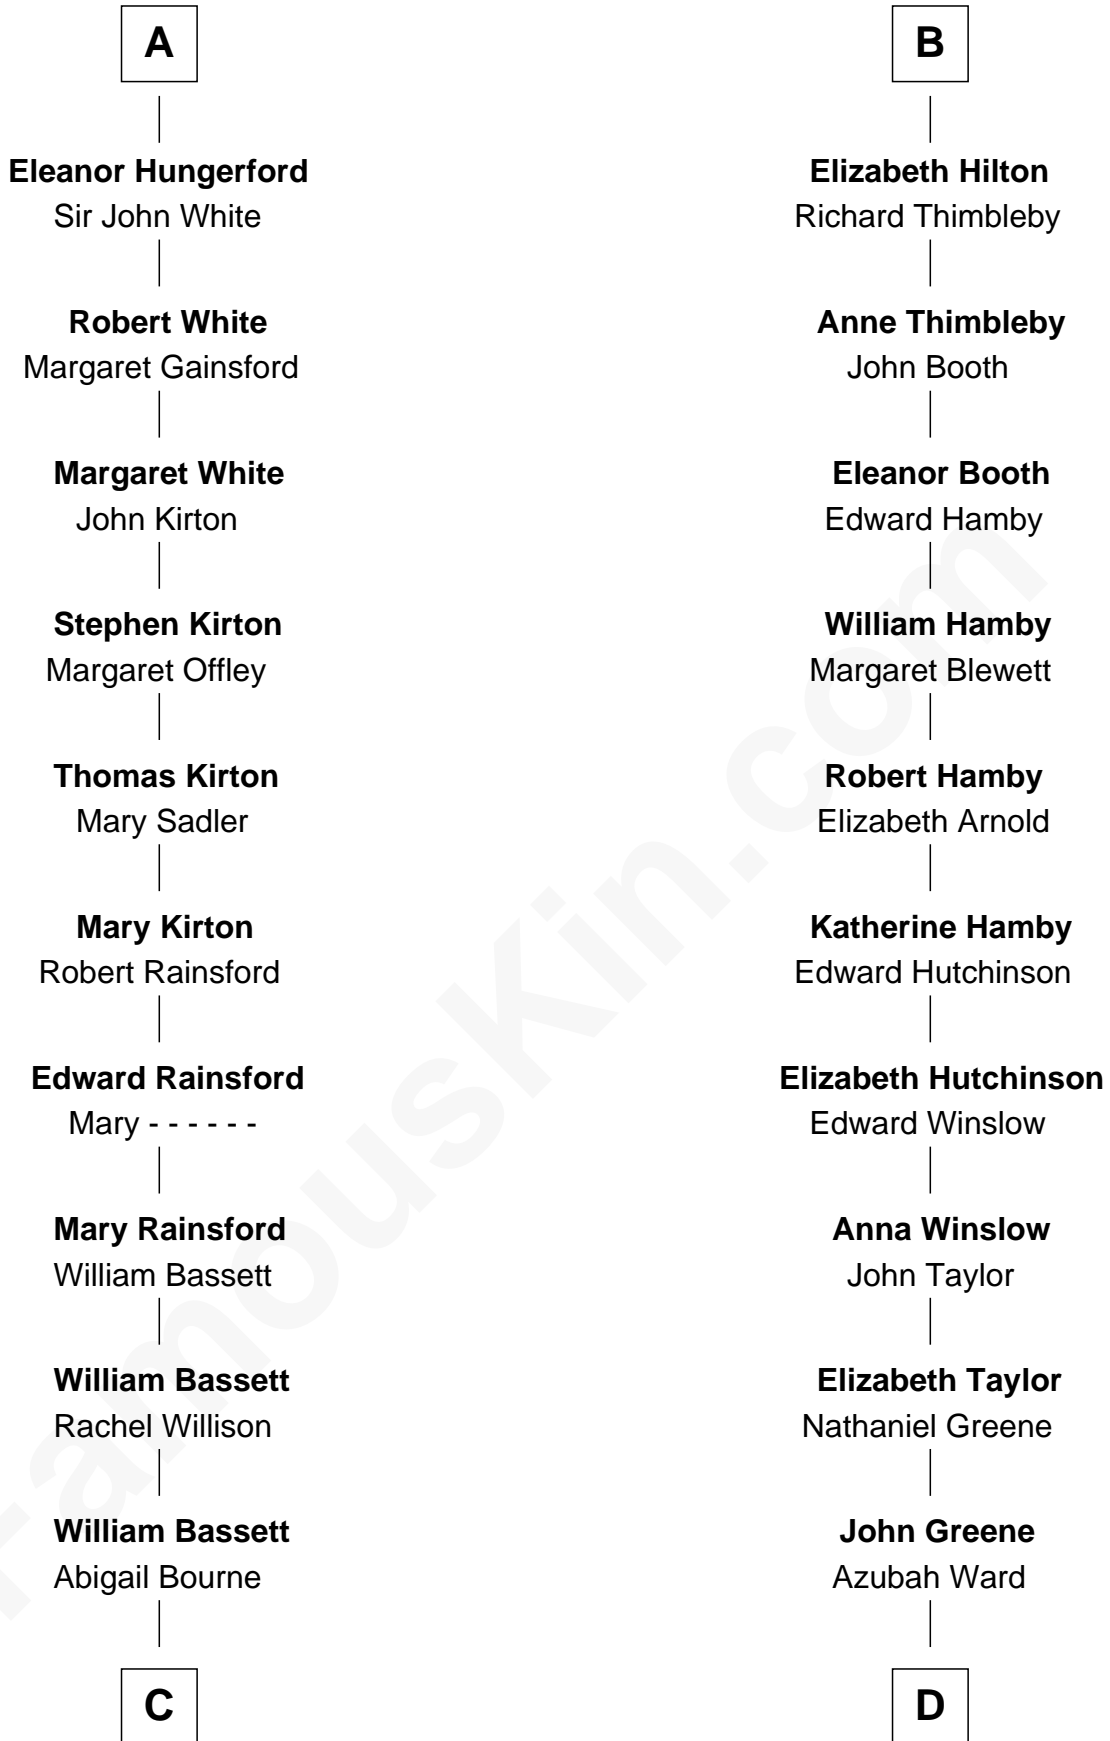 A
Eleanor Hungerford
Sir John White
Robert White
Margaret Gainsford
Margaret White
John Kirton
Stephen Kirton
Margaret Offley
Thomas Kirton
Mary Sadler
Mary Kirton
Robert Rainsford
Edward Rainsford
Mary - - - - - -
Mary Rainsford
William Bassett
William Bassett
Rachel Willison
William Bassett
Abigail Bourne
C
B
Elizabeth Hilton
Richard Thimbleby
Anne Thimbleby
John Booth
Eleanor Booth
Edward Hamby
William Hamby
Margaret Blewett
Robert Hamby
Elizabeth Arnold
Katherine Hamby
Edward Hutchinson
Elizabeth Hutchinson
Edward Winslow
Anna Winslow
John Taylor
Elizabeth Taylor
Nathaniel Greene
John Greene
Azubah Ward
D
FamousKin.com